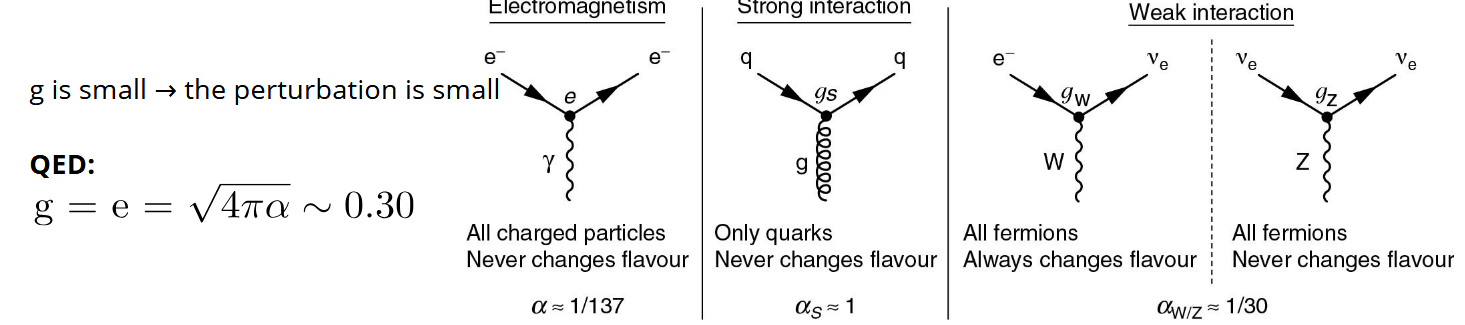 g is small → the perturbation is small
QED:
g = e = √4πα ∼ 0.30
Electromagnetism
e⁻ e⁻
e
γ
All charged particles
Never changes flavour
α ≈ 1/137
Strong interaction
q q
gS
g
Only quarks
Never changes flavour
αS ≈ 1
Weak interaction
e⁻ νe
gW
W
All fermions
Always changes flavour
νe νe
gZ
Z
All fermions
Never changes flavour
αW/Z ≈ 1/30